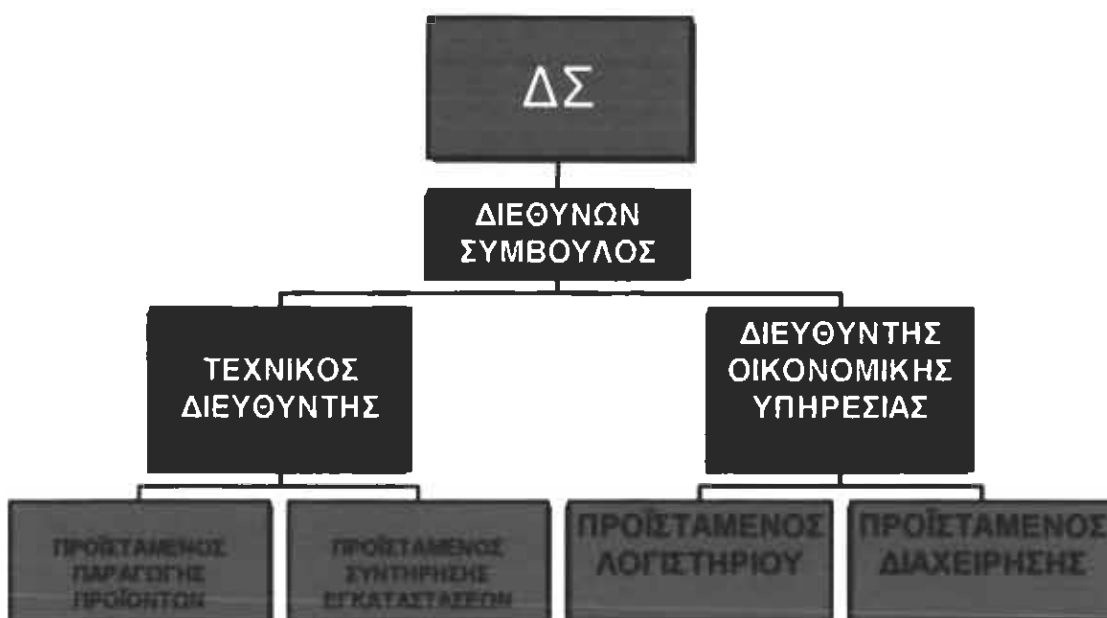 ΔΣ
ΔΙΕΘΥΝΩΝ
ΣΥΜΒΟΥΛΟΣ
ΤΕΧΝΙΚΟΣ
ΔΙΕΥΘΥΝΤΗΣ
ΔΙΕΥΘΥΝΤΗΣ
ΟΙΚΟΝΟΜΙΚΗΣ
ΥΠΗΡΕΣΙΑΣ
ΠΡΟΪΣΤΑΜΕΝΟΣ
ΠΑΡΑΓΩΓΗΣ
ΠΡΟΪΟΝΤΩΝ
ΠΡΟΪΣΤΑΜΕΝΟΣ
ΣΥΝΤΗΡΗΣΗΣ
ΕΓΚΑΤΑΣΤΑΣΕΩΝ
ΠΡΟΪΣΤΑΜΕΝΟΣ
ΛΟΓΙΣΤΗΡΙΟΥ
ΠΡΟΪΣΤΑΜΕΝΟΣ
ΔΙΑΧΕΙΡΗΣΗΣ